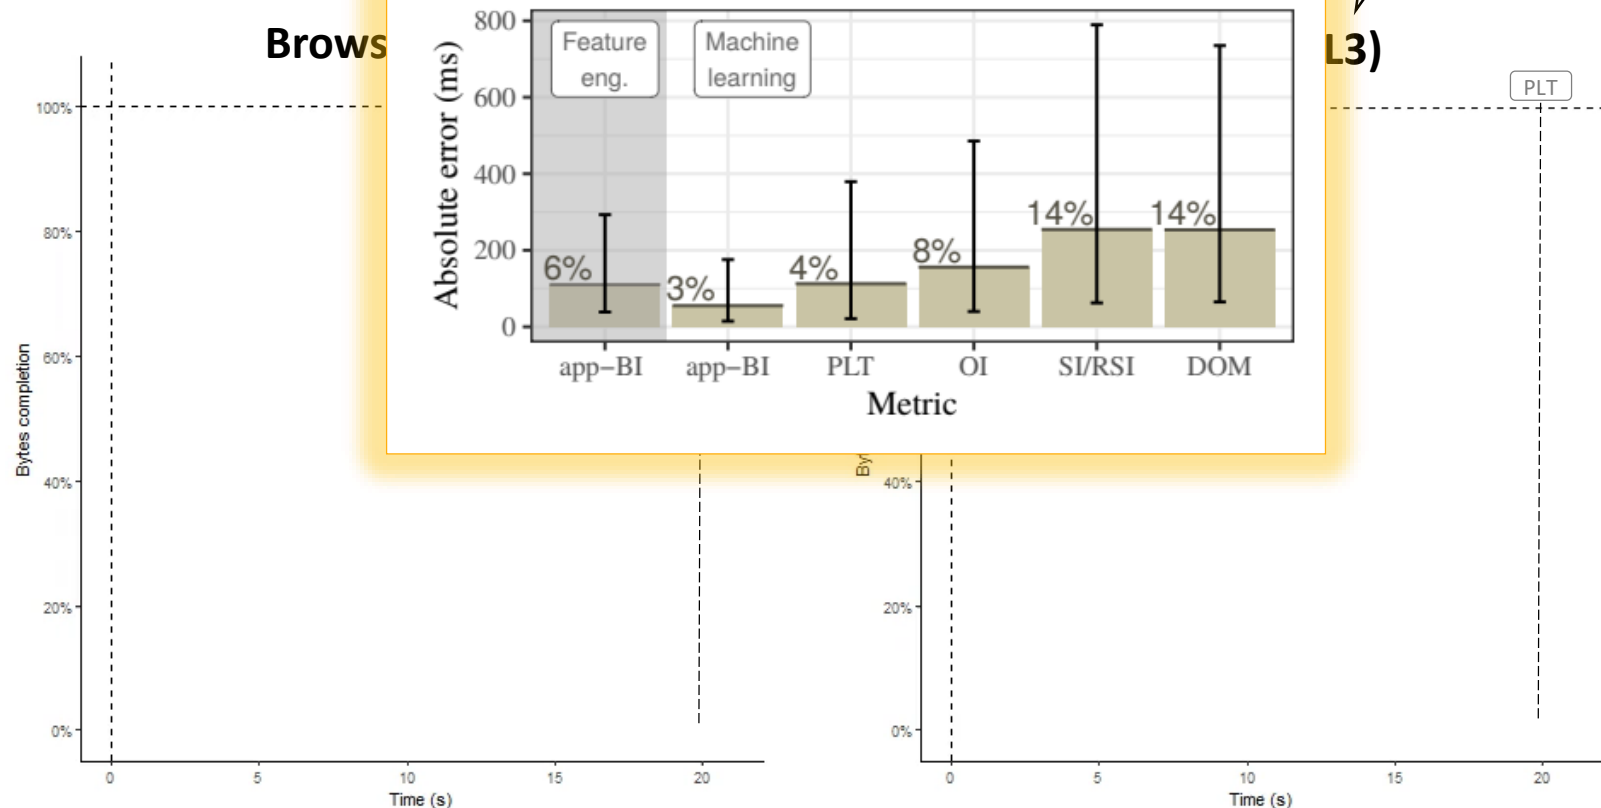 Brows
L3)
PLT
100%
80%
60%
40%
20%
0%
Bytes completion
0
5
10
15
20
Time (s)
800
600
400
200
0
Absolute error (ms)
Feature
eng.
Machine
learning
6%
3%
4%
8%
14%
14%
app-BI
app-BI
PLT
OI
SI/RSI
DOM
Metric
By
40%
20%
0%
0
5
10
15
20
Time (s)